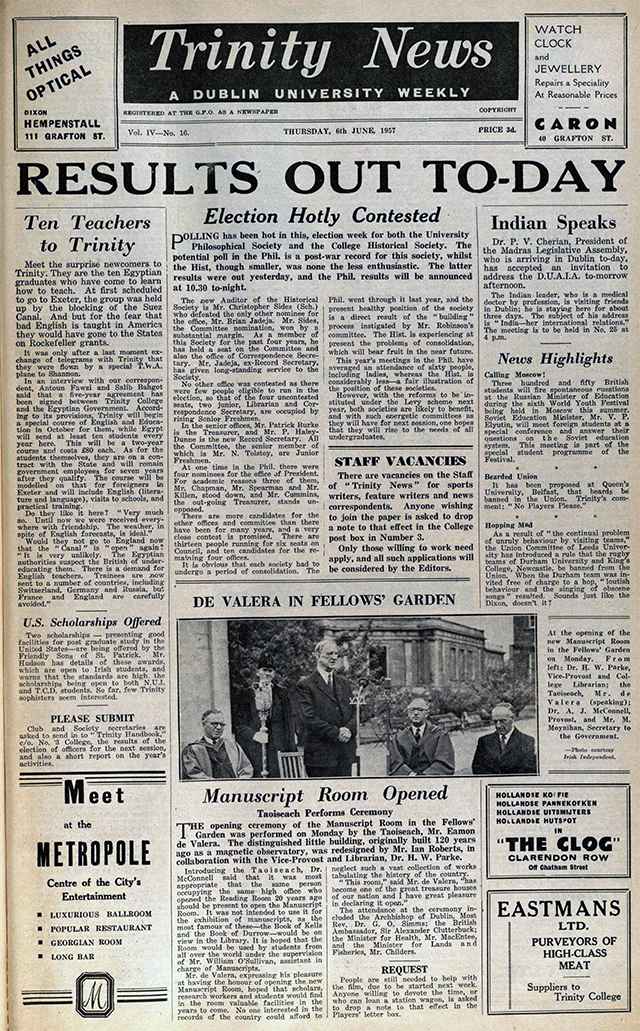 ALL
THINGS
OPTICAL
DIXON
HEMPENSTALL
111 GRAFTON ST.
Trinity News
A DUBLIN UNIVERSITY WEEKLY
REGISTERED AT THE G.P.O. AS A NEWSPAPER
COPYRIGHT
Vol. IV—No. 16.
THURSDAY, 6th JUNE, 1957
PRICE 3d.
WATCH
CLOCK
and
JEWELLERY
Repairs a Speciality
At Reasonable Prices
CARON
40 GRAFTON ST.
RESULTS OUT TO-DAY
Ten Teachers
to Trinity
Meet the surprise newcomers to
Trinity. They are the ten Egyptian
graduates who have come to learn
how to teach. At first scheduled
to go to Exeter, the group was held
up by the blocking of the Suez
Canal. And but for the fear that
bad English is taught in America
they would have gone to the States
on Rockefeller grants.
It was only after a last moment ex-
change of telegrams with Trinity that
they were flown by a special T.W.A.
plane to Shannon.
In an interview with our correspon-
dent, Antoun Fawzi and Salib Bahgot
said that a five-year agreement has
been signed between Trinity College
and the Egyptian Government. Accord-
ing to its provisions, Trinity will begin
a special course of English and Educa-
tion in October for them, while Egypt
will send at least ten students every
year here. This will be a two-year
course and costs £80 each. As for the
students themselves, they are on a con-
tract with the State and will remain
government employees for seven years
after they qualify. The course will be
modelled on that for foreigners in
Exeter and will include English (litera-
ture and language), visits to schools, and
practical training.
Do they like it here? "Very much
so. Until now we were received every-
where with friendship. The weather, in
spite of English forecasts, is ideal."
Would they not go to England now
that the "Canal" is "open" again?
"It is very unlikely. The Egyptian
authorities suspect the British of under-
educating them. There is a demand for
English teachers. Trainees are now
sent to a number of countries, including
Switzerland, Germany and Russia, but
France and England are carefully
avoided."
U.S. Scholarships Offered
Two scholarships — presenting good
facilities for post graduate study in the
United States—are being offered by the
Friendly Sons of St. Patrick. Mr.
Hudson has details of these awards,
which are open to Irish students, and
warns that the standards are high, the
scholarships being open to both N.U.I.
and T.C.D. students. So far, few Trinity
sophisters seem interested.
PLEASE SUBMIT
Club and Society secretaries are
asked to send in to "Trinity Handbook,"
c/o. No. 3 College, the results of the
election of officers for the next session,
and also a short report on the year's
activities.
Meet
at the
METROPOLE
Centre of the City's
Entertainment
LUXURIOUS BALLROOM
POPULAR RESTAURANT
GEORGIAN ROOM
LONG BAR
M
Election Hotly Contested
POLLING has been hot in this, election week for both the University
Philosophical Society and the College Historical Society. The
potential poll in the Phil. is a post-war record for this society, whilst
the Hist, though smaller, was none the less enthusiastic. The latter
results were out yesterday, and the Phil. results will be announced
at 10.30 to-night.
The new Auditor of the Historical
Society is Mr. Christopher Sides (Sch.)
who defeated the only other nominee for
the office, Mr. Brian Jadeja. Mr. Sides,
the Committee nomination, won by a
substantial margin. As a member of
this Society for the past four years, he
has held a seat on the Committee and
also the office of Correspondence Secre-
tary. Mr. Jadeja, ex-Record Secretary,
has given long-standing service to the
Society.
No other office was contested as there
were too few people eligible to run in the
election, so that of the four uncontested
seats, two junior, Librarian and Cor-
respondence Secretary, are occupied by
rising Senior Freshmen.
In the senior offices, Mr. Patrick Burke
is the Treasurer, and Mr. P. Haley-
Dunne is the new Record Secretary. All
the Committee, the senior member of
which is Mr. N. Tolstoy, are Junior
Freshmen.
At one time in the Phil. there were
four nominees for the office of President.
For academic reasons three of them,
Mr. Chapman, Mr. Spearman and Mr.
Killen, stood down, and Mr. Cumming,
the out-going Treasurer, stands un-
opposed.
There are more candidates for the
other offices and committee than there
have been for many years, and a very
close contest is promised. There are
thirteen people running for six seats on
Council, and ten candidates for the re-
maining four offices.
It is obvious that each society had to
undergo a period of consolidation. The
Phil. went through it last year, and the
present healthy position of the society
is a direct result of the "building"
process instigated by Mr. Robinson's
committee. The Hist. is experiencing at
present the problems of consolidation,
which will bear fruit in the near future.
This year's meetings in the Phil. have
averaged an attendance of sixty people,
including ladies, whereas the Hist. is
considerably less—a fair illustration of
the position of these societies.
However, with the reforms to be in-
stituted under the Levy scheme next
year, both societies are likely to benefit,
and with such energetic committees as
they will have for next session, one hopes
that they will rise to the needs of all
undergraduates.
STAFF VACANCIES
There are vacancies on the Staff
of "Trinity News" for sports
writers, feature writers and news
correspondents. Anyone wishing
to join the paper is asked to drop
a note to that effect in the College
post box in Number 3.
Only those willing to work need
apply, and all such applications will
be considered by the Editors.
Indian Speaks
Dr. P. V. Cherian, President of
the Madras Legislative Assembly,
who is arriving in Dublin to-day,
has accepted an invitation to
address the D.U.A.I.A. to-morrow
afternoon.
The Indian leader, who is a medical
doctor by profession, is visiting friends
in Dublin; he is staying here for about
three days. The subject of his address
is "India—her international relations."
The meeting is to be held in No. 25 at
4 p.m.
News Highlights
Calling Moscow!
Three hundred and fifty British
students will fire spontaneous questions
at the Russian Minister of Education
during the sixth World Youth Festival
being held in Moscow this summer.
Soviet Education Minister, Mr. V. P.
Elyutin, will meet foreign students at a
special conference and answer their
questions on the Soviet education
system. This meeting is part of the
special student programme of the
Festival.
Bearded Union
It has been proposed at Queen's
University, Belfast, that beards be
banned in the Union. Trinity's com-
ment: "No Players Please."
Hopping Mad
As a result of "the continual problem
of unruly behaviour by visiting teams,"
the Union Committee of Leeds Univer-
sity has introduced a rule that the rugby
teams of Durham University and King's
College, Newcastle, be banned from the
Union. When the Durham team was in-
vited free of charge to a hop, "loutish
behaviour and the singing of obscene
songs" resulted. Sounds just like the
Dixon, doesn't it?
DE VALERA IN FELLOWS' GARDEN
At the opening of the
new Manuscript Room
in the Fellows' Garden
on Monday. From
left: Dr. H. W. Parke,
Vice-Provost and Col-
lege Librarian; the
Taoiseach, Mr. de
Valera (speaking);
Dr. A. J. McConnell,
Provost, and Mr. M.
Moynihan, Secretary to
the Government.
—Photo courtesy
Irish Independent.
Manuscript Room Opened
Taoiseach Performs Ceremony
THE opening ceremony of the Manuscript Room in the Fellows'
Garden was performed on Monday by the Taoiseach, Mr. Eamon
de Valera. The distinguished little building, originally built 120 years
ago as a magnetic observatory, was redesigned by Mr. Ian Roberts, in
collaboration with the Vice-Provost and Librarian, Dr. H. W. Parke.
Introducing the Taoiseach, Dr.
McConnell said that it was most
appropriate that the same person
occupying the same high office who
opened the Reading Room 20 years ago
should be present to open the Manuscript
Room. It was not intended to use it for
the exhibition of manuscripts, as the
most famous of these—the Book of Kells
and the Book of Durrow—would be on
view in the Library. It is hoped that the
Room would be used by students from
all over the world under the supervision
of Mr. William O'Sullivan, assistant in
charge of Manuscripts.
Mr. de Valera, expressing his pleasure
at having the honour of opening the new
Manuscript Room, hoped that scholars,
research workers and students would find
in the room valuable facilities in the
years to come. No one interested in the
records of the country could afford to
neglect such a vast collection of works
tabulating the history of the country.
"This room," said Mr. de Valera, "has
become one of the great treasure houses
of our nation and I have great pleasure
in declaring it open."
The attendance at the ceremony in-
cluded the Archbishop of Dublin, Most
Rev. Dr. G. O. Simms; the British
Ambassador, Sir Alexander Clutterbuck;
the Minister for Health, Mr. MacEntee,
and the Minister for Lands and
Fisheries, Mr. Childers.
REQUEST
People are still needed to help with
the film, due to be started next week.
Anyone willing to devote the time, or
who can loan a station wagon, is asked
to drop a note to that effect in the
Players' letter box.
HOLLANDSE KOFFIE
HOLLANDSE PANNEKOEKEN
HOLLANDSE UITSMIJTERS
HOLLANDSE HUTSPOT
IN
"THE CLOG"
CLARENDON ROW
Off Chatham Street
EASTMANS
LTD.
PURVEYORS OF
HIGH-CLASS
MEAT
Suppliers to
Trinity College